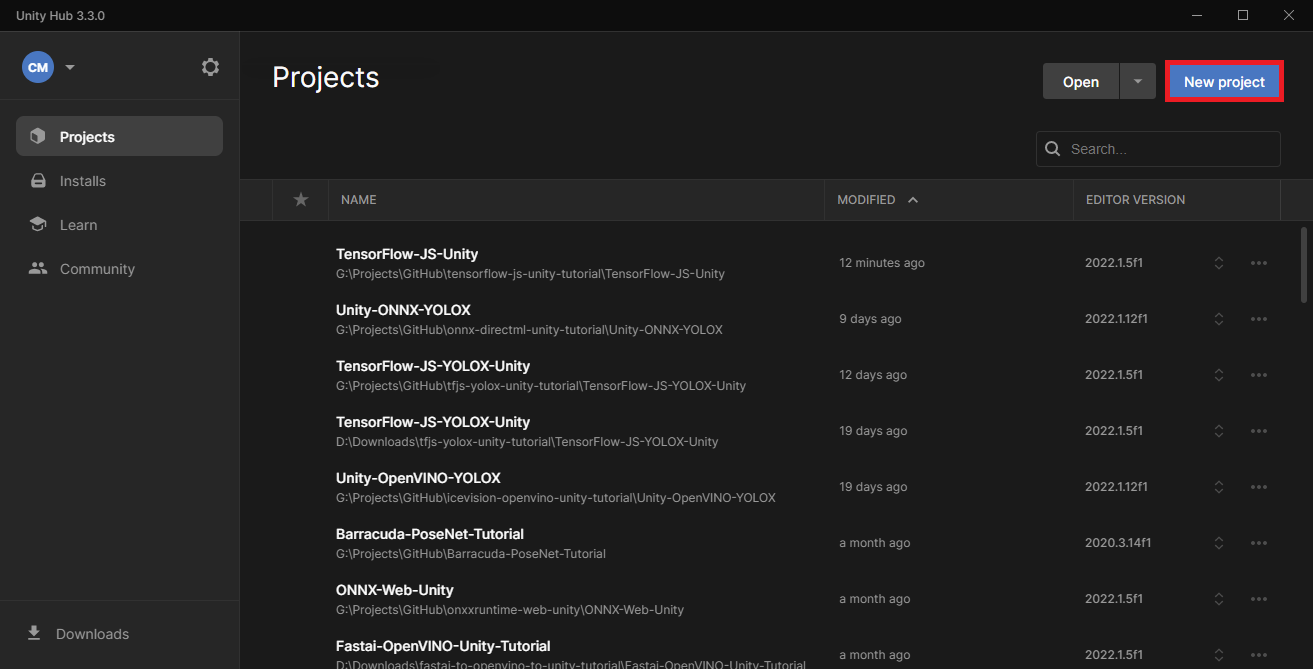 Unity Hub 3.3.0
CM
Projects
Installs
Learn
Community
Downloads
Projects
Open
New project
Search...
NAME MODIFIED EDITOR VERSION
TensorFlow-JS-Unity
G:\Projects\GitHub\tensorflow-js-unity-tutorial\TensorFlow-JS-Unity
12 minutes ago 2022.1.5f1
Unity-ONNX-YOLOX
G:\Projects\GitHub\onnx-directml-unity-tutorial\Unity-ONNX-YOLOX
9 days ago 2022.1.12f1
TensorFlow-JS-YOLOX-Unity
G:\Projects\GitHub\tfjs-yolox-unity-tutorial\TensorFlow-JS-YOLOX-Unity
12 days ago 2022.1.5f1
TensorFlow-JS-YOLOX-Unity
D:\Downloads\tfjs-yolox-unity-tutorial\TensorFlow-JS-YOLOX-Unity
19 days ago 2022.1.5f1
Unity-OpenVINO-YOLOX
G:\Projects\GitHub\icevision-openvino-unity-tutorial\Unity-OpenVINO-YOLOX
19 days ago 2022.1.12f1
Barracuda-PoseNet-Tutorial
G:\Projects\GitHub\Barracuda-PoseNet-Tutorial
a month ago 2020.3.14f1
ONNX-Web-Unity
G:\Projects\GitHub\onxxruntime-web-unity\ONNX-Web-Unity
a month ago 2022.1.5f1
Fastai-OpenVINO-Unity-Tutorial
D:\Downloads\fastai-to-openvino-to-unity-tutorial\Fastai-OpenVINO-Unity-Tutorial
a month ago 2022.1.5f1